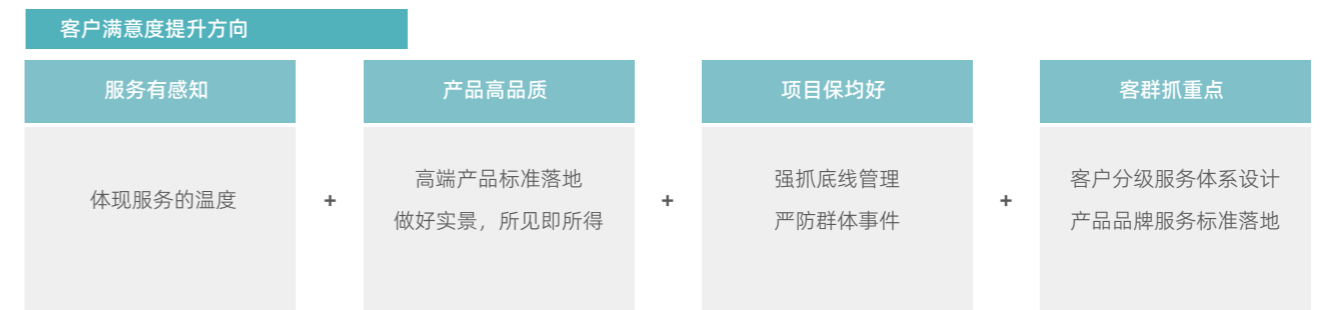 客户满意度提升方向
服务有感知
体现服务的温度
+
产品高品质
高端产品标准落地
做好实景，所见即所得
+
项目保均好
强抓底线管理
严防群体事件
+
客群抓重点
客户分级服务体系设计
产品品牌服务标准落地